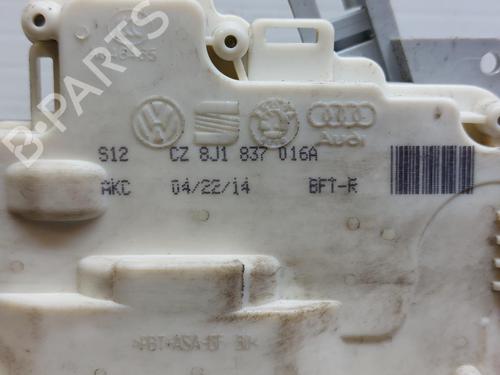 S12 CZ 8J1 837 016A
AKC 04/22/14 BFT-R
Audi
B-PARTS